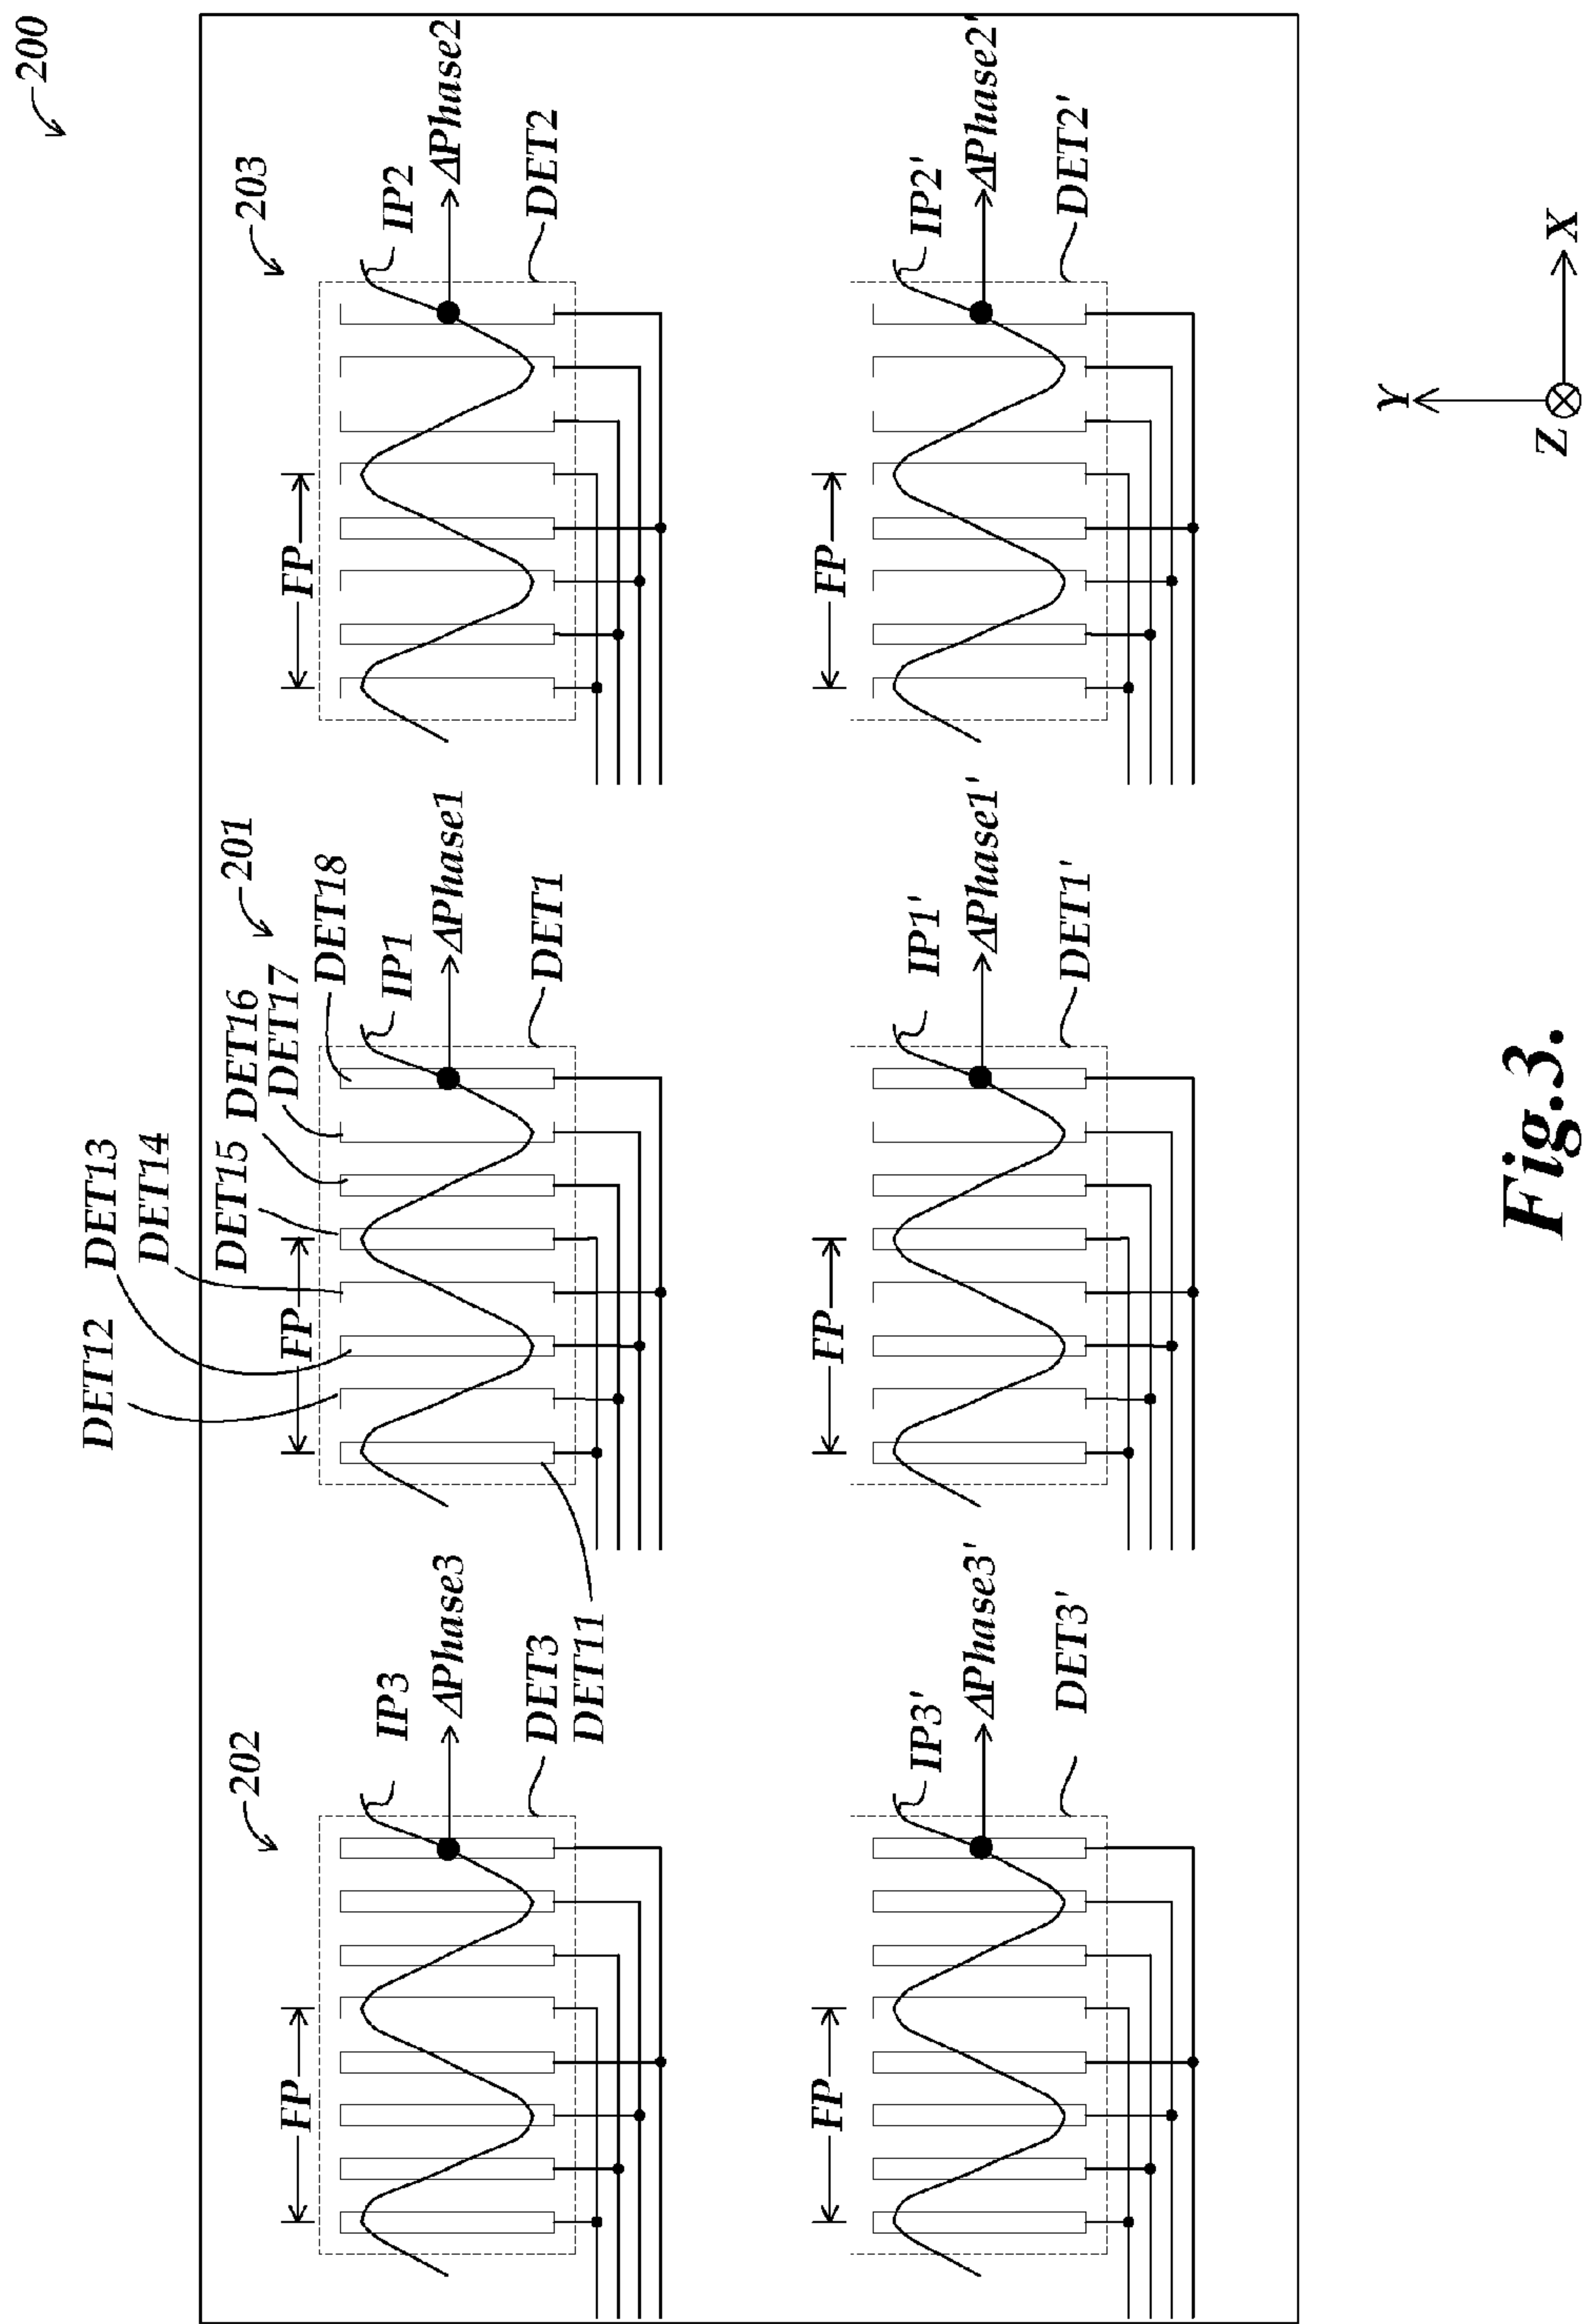 200
202
201
203
DET12
DET13
DET14
DET15
DET16
DET17
DET18
FP
FP
FP
IP3
IP1
IP2
ΔPhase3
ΔPhase1
ΔPhase2
DET3
DET1
DET2
DET11
FP
FP
FP
IP3'
IP1'
IP2'
ΔPhase3'
ΔPhase1'
ΔPhase2'
DET3'
DET1'
DET2'
Y
Z
X
Fig.3.